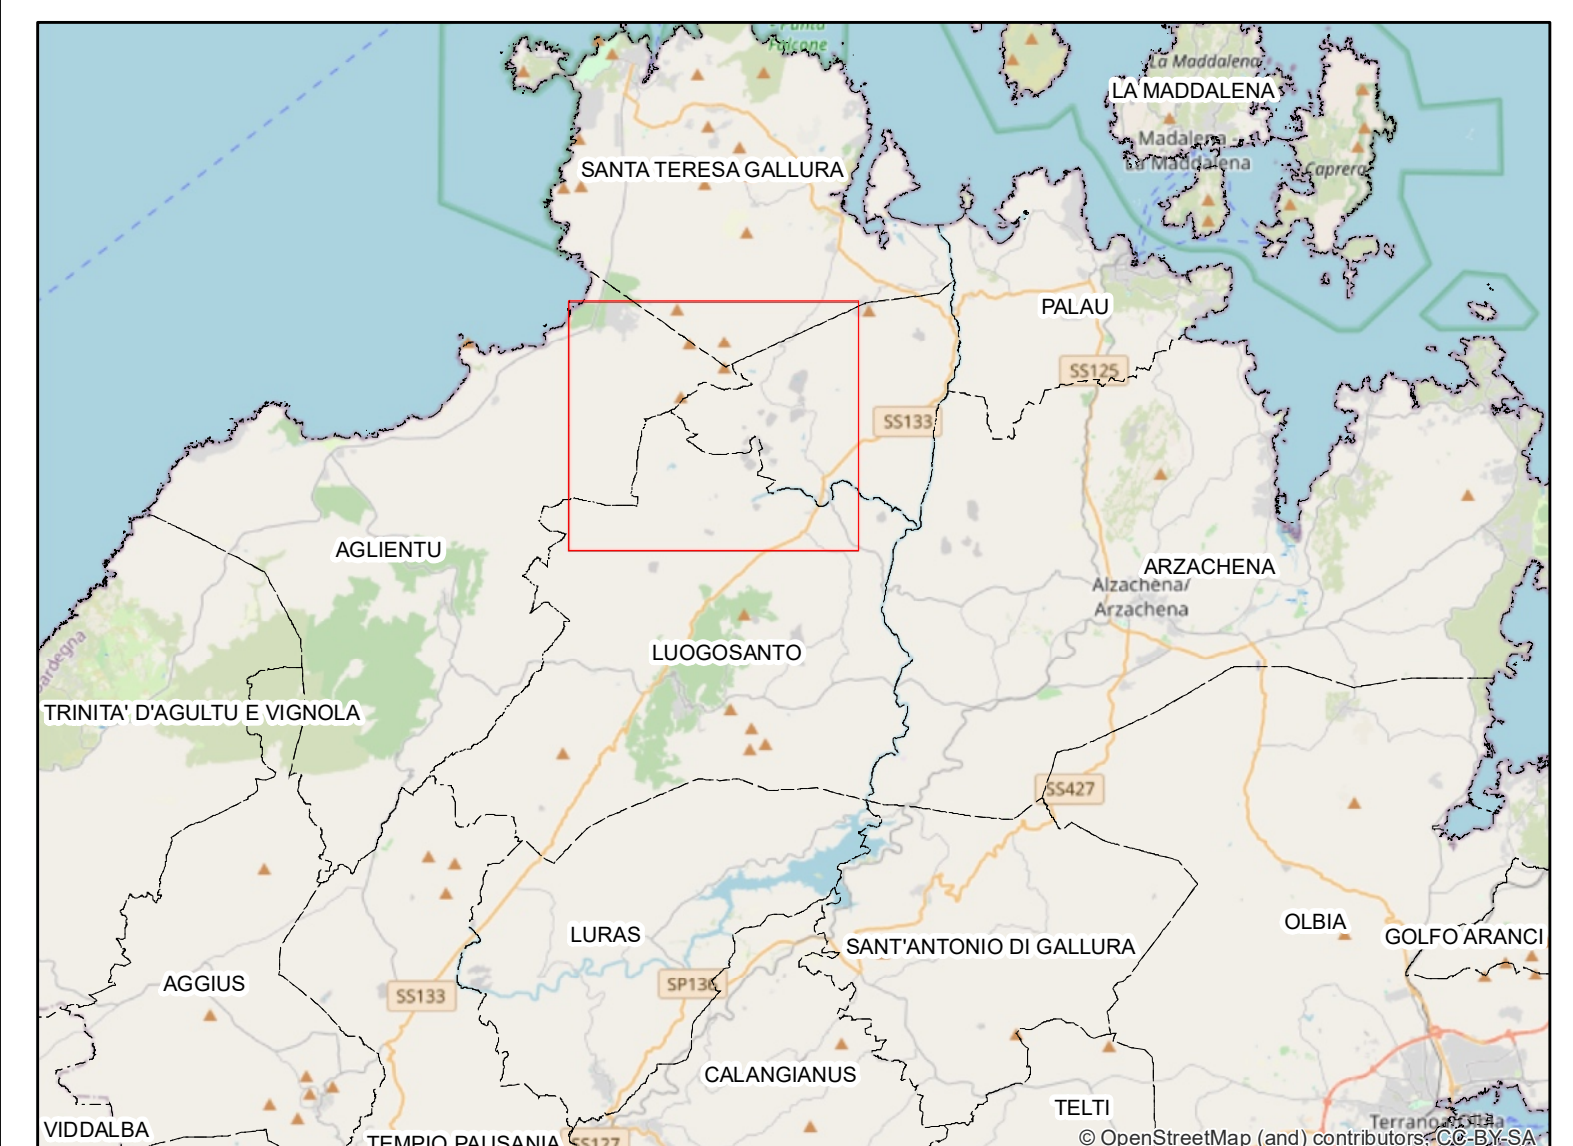 Punta
Falcone
La Maddalena
LA MADDALENA
Madalena -
La Maddalena
SANTA TERESA GALLURA
Caprera
PALAU
SS125
SS133
AGLIENTU
ARZACHENA
Alzachena/
Arzachena
LUOGOSANTO
Sardegna
TRINITA' D'AGULTU E VIGNOLA
SS427
OLBIA
LURAS
GOLFO ARANCI
SANT'ANTONIO DI GALLURA
AGGIUS
SP136
SS133
CALANGIANUS
TELTI
VIDDALBA
Terranoa/Olbia
TEMPIO PAUSANIA
SS127
© OpenStreetMap (and) contributors, CC-BY-SA